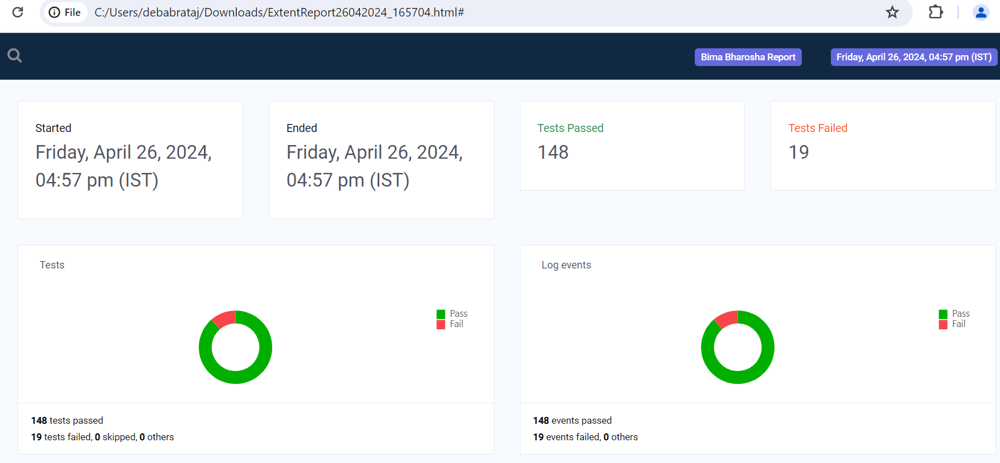 File
C:/Users/debabrataj/Downloads/ExtentReport26042024_165704.html#
Bima Bharosha Report
Friday, April 26, 2024, 04:57 pm (IST)
Started
Friday, April 26, 2024,
04:57 pm (IST)
Ended
Friday, April 26, 2024,
04:57 pm (IST)
Tests Passed
148
Tests Failed
19
Tests
Pass
Fail
148 tests passed
19 tests failed, 0 skipped, 0 others
Log events
Pass
Fail
148 events passed
19 events failed, 0 others